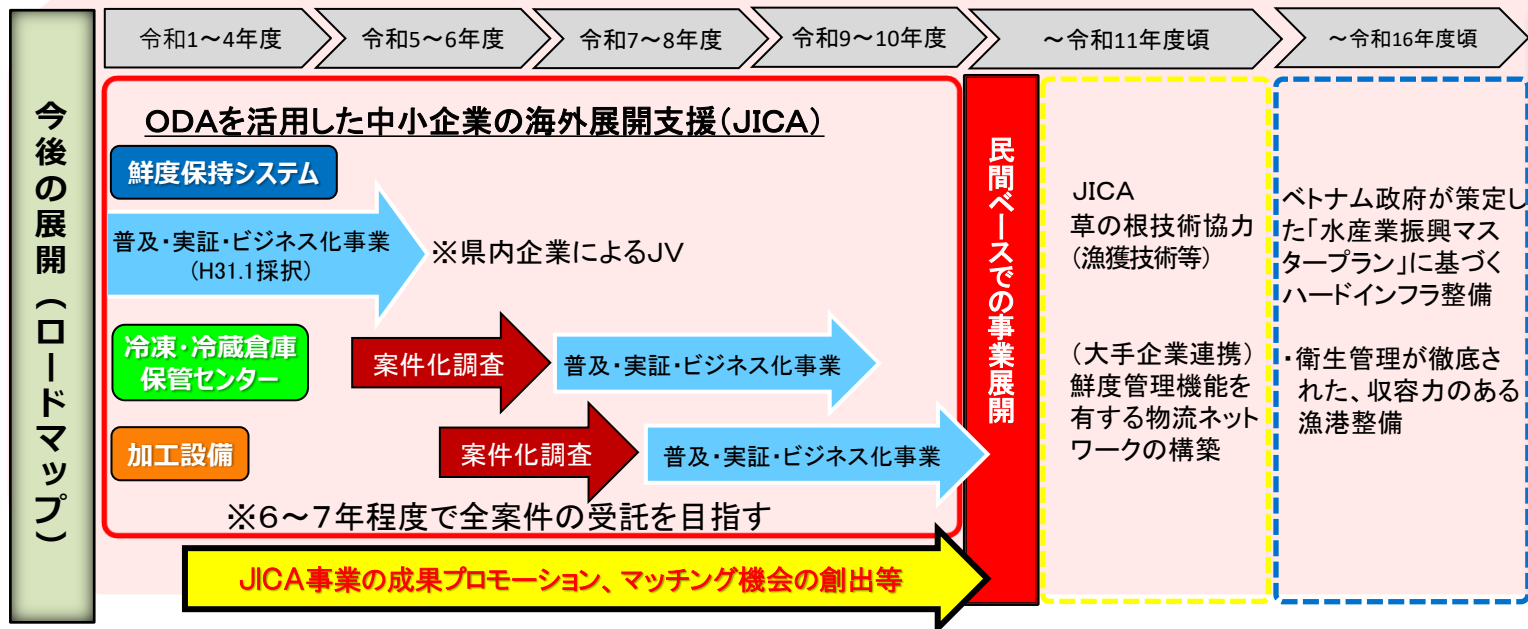 今後の展開(ロードマップ)
令和1～4年度
令和5～6年度
令和7～8年度
令和9～10年度
～令和11年度頃
～令和16年度頃
ODAを活用した中小企業の海外展開支援(JICA)
鮮度保持システム
普及・実証・ビジネス化事業
(H31.1採択)
※県内企業によるJV
冷凍・冷蔵倉庫
保管センター
案件化調査
普及・実証・ビジネス化事業
加工設備
案件化調査
普及・実証・ビジネス化事業
※6～7年程度で全案件の受託を目指す
JICA事業の成果プロモーション、マッチング機会の創出等
民間ベースでの事業展開
JICA
草の根技術協力
(漁獲技術等)
(大手企業連携)
鮮度管理機能を
有する物流ネット
ワークの構築
ベトナム政府が策定し
た「水産業振興マス
タープラン」に基づく
ハードインフラ整備
・衛生管理が徹底さ
れた、収容力のある
漁港整備